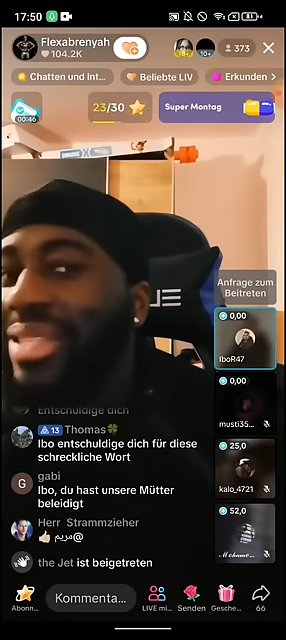 17:50
83
Flexabrenyah
104.2K
8+
10+
373
Chatten und Int...
Beliebte LIV
Erkunden
00:46
23/30
Super Montag
Anfrage zum
Beitreten
0,00
IboR47
0,00
musti35...
25,0
kalo_4721
52,0
Entschuldige dich
13 Thomas🍀
Ibo entschuldige dich für diese
schreckliche Wort
G gabi
Ibo, du hast unsere Mütter
beleidigt
Herr Strammzieher
@مريم 👍🏻
the Jet ist beigetreten
Abonn...
Kommenta...
LIVE mi...
Senden
Gesche...
66